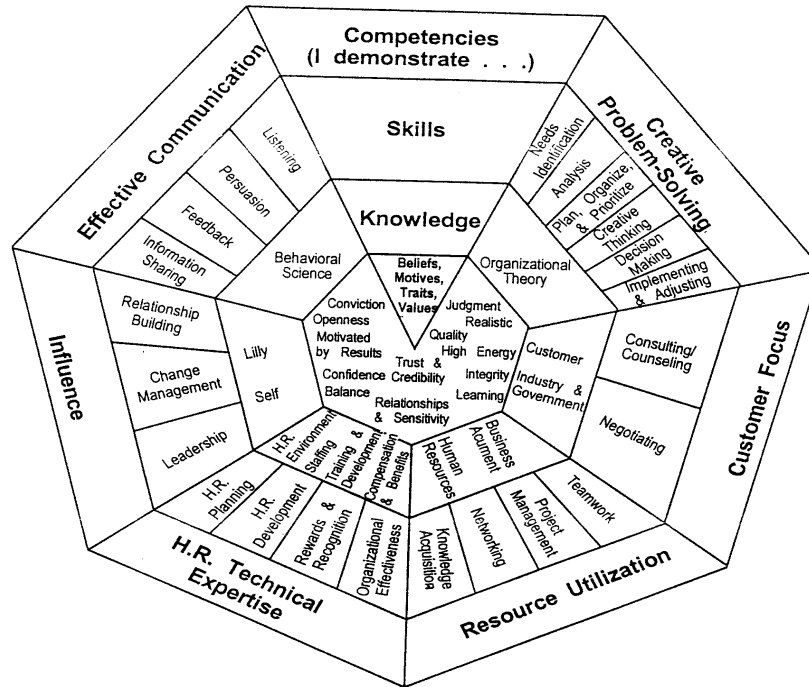 Competencies
(I demonstrate . . .)
Skills
Knowledge
Beliefs,
Motives,
Traits,
Values
Effective Communication
Listening
Persuasion
Feedback
Information
Sharing
Behavioral
Science
Creative
Problem-Solving
Needs
Identification
Analysis
Plan, Organize,
& Prioritize
Creative
Thinking
Decision
Making
Implementing
& Adjusting
Organizational
Theory
Influence
Relationship
Building
Change
Management
Leadership
Lilly
Self
Customer Focus
Consulting/
Counseling
Negotiating
Customer
Industry &
Government
Conviction
Openness
Motivated
by Results
Confidence
Balance
Judgment
Realistic
Quality
High Energy
Trust &
Credibility
Integrity
Learning
Relationships
& Sensitivity
H.R. Technical
Expertise
H.R.
Planning
H.R.
Development
Rewards &
Recognition
Organizational
Effectiveness
H.R.
Environment
Staffing
Training &
Development
Compensation
& Benefits
Resource Utilization
Knowledge
Acquisition
Networking
Project
Management
Teamwork
Human
Resources
Business
Acument